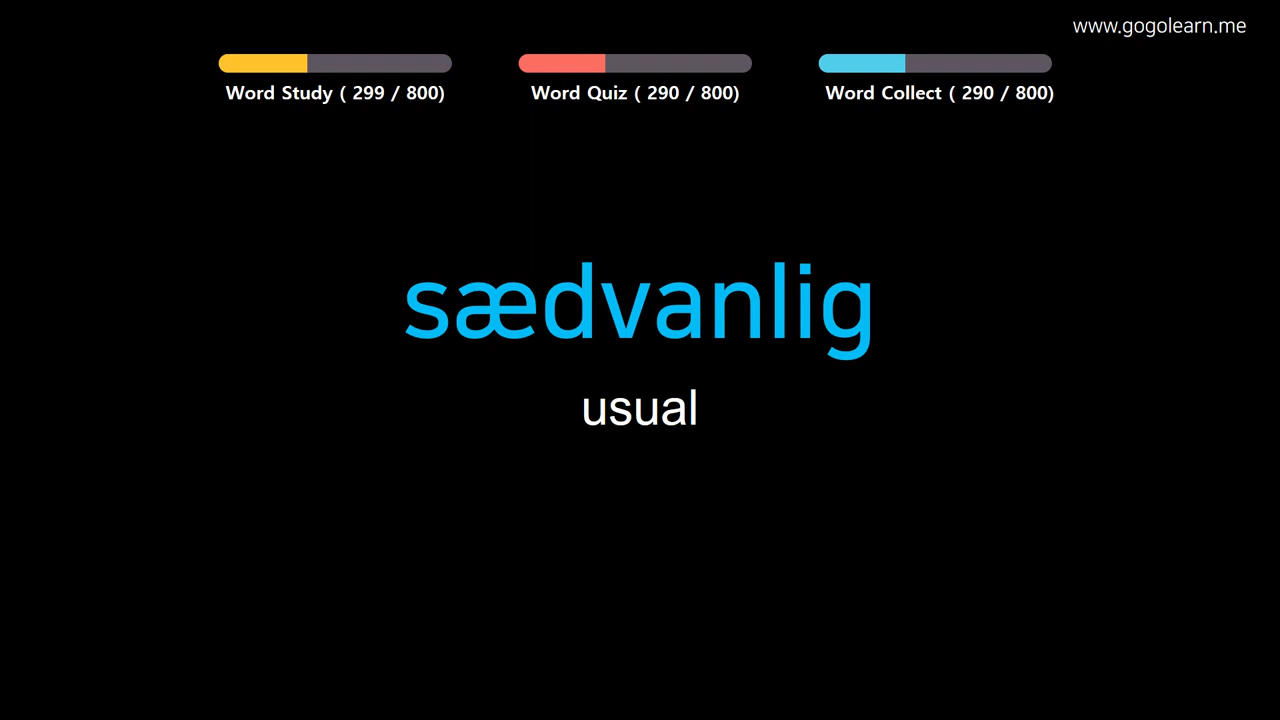 www.gogolearn.me
Word Study ( 299 / 800)
Word Quiz ( 290 / 800)
Word Collect ( 290 / 800)
sædvanlig
usual